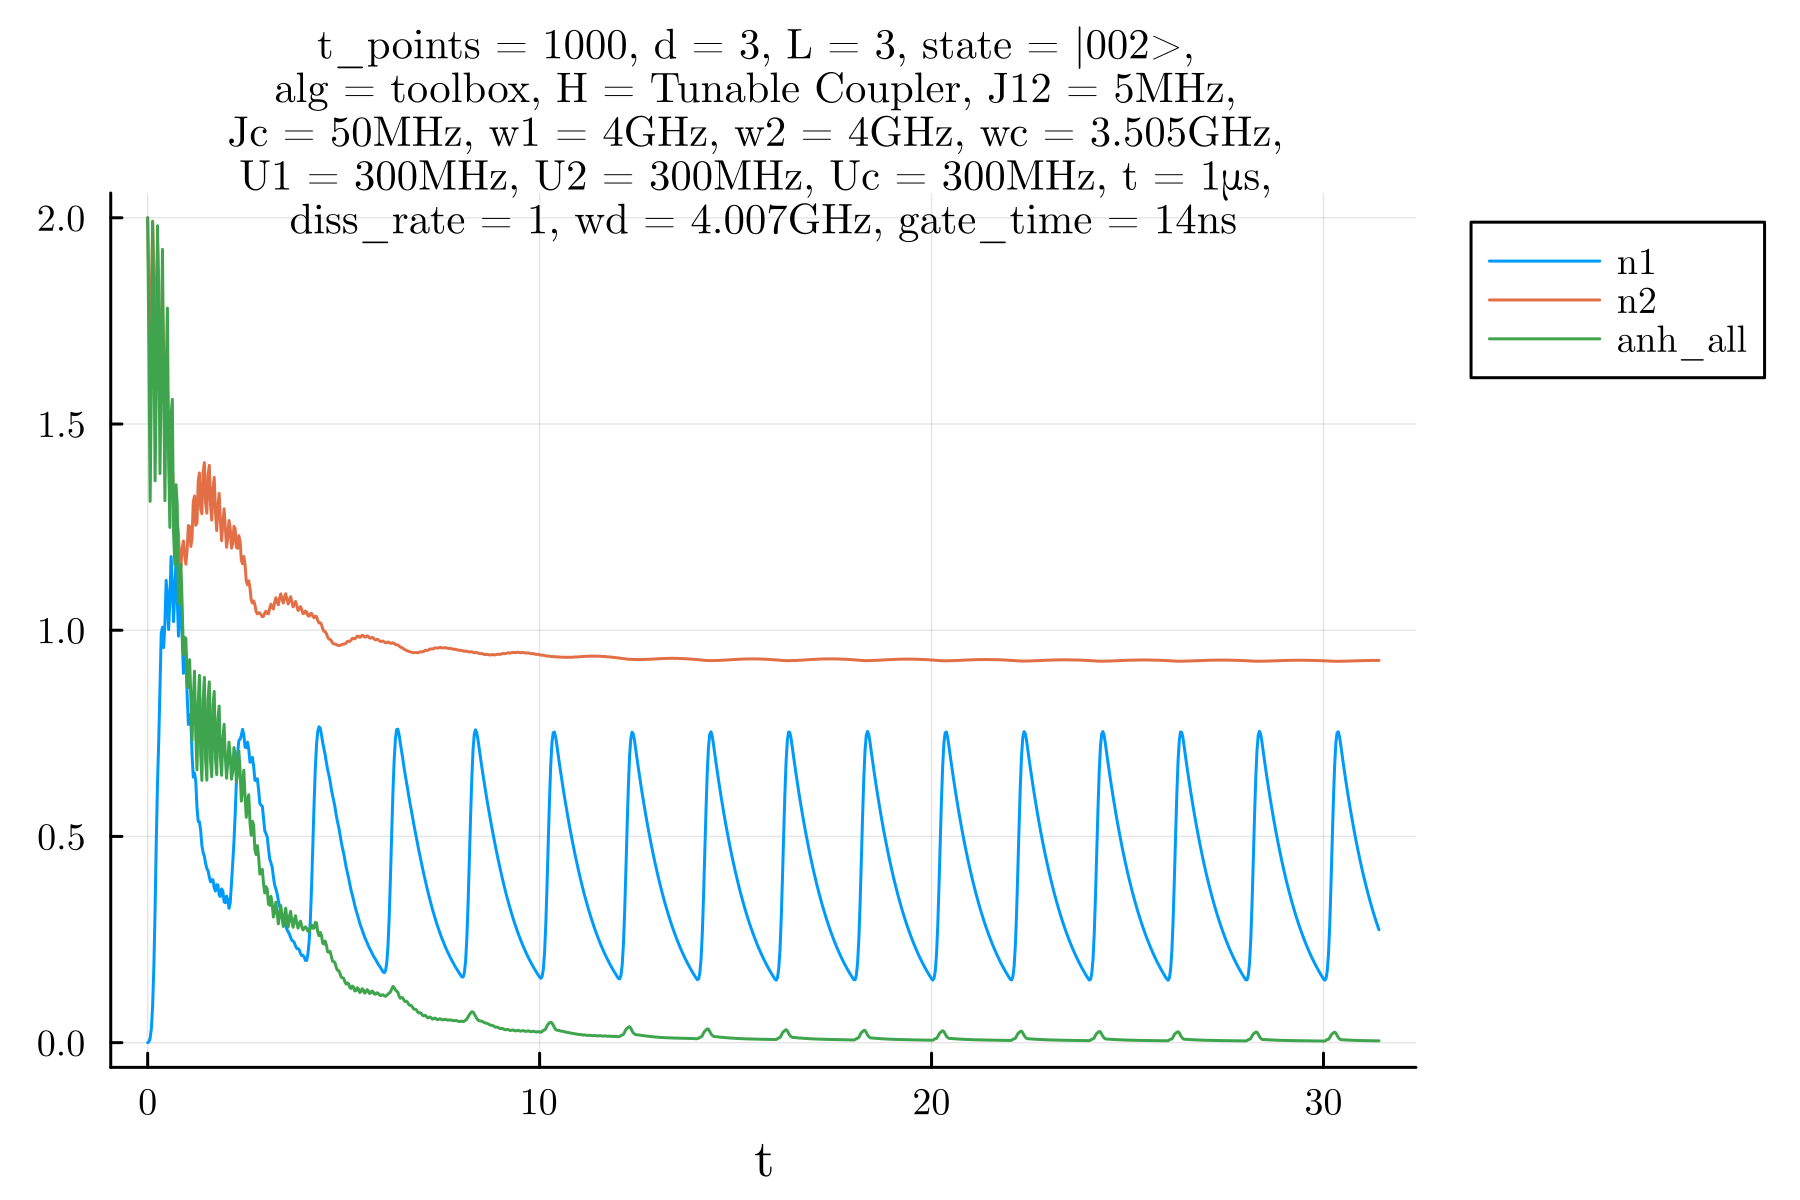 t_points = 1000, d = 3, L = 3, state = |002>,
alg = toolbox, H = Tunable Coupler, J12 = 5MHz,
Jc = 50MHz, w1 = 4GHz, w2 = 4GHz, wc = 3.505GHz,
U1 = 300MHz, U2 = 300MHz, Uc = 300MHz, t = 1μs,
diss_rate = 1, wd = 4.007GHz, gate_time = 14ns
2.0
1.5
1.0
0.5
0.0
0 10 20 30
t
n1
n2
anh_all